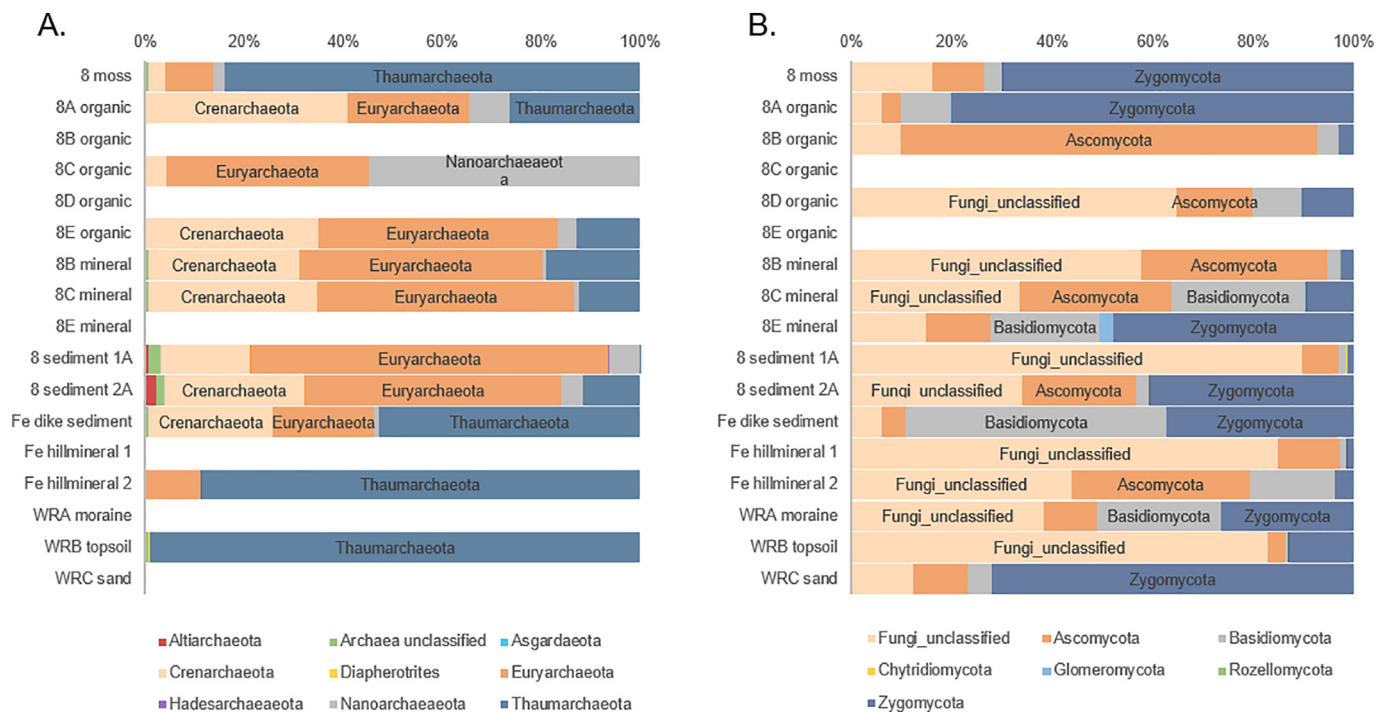 A.
0% 20% 40% 60% 80% 100%
8 moss Thaumarchaeota
8A organic Crenarchaeota Euryarchaeota Thaumarchaeota
8B organic
8C organic Euryarchaeota Nanoarchaeaeot
a
8D organic
8E organic Crenarchaeota Euryarchaeota
8B mineral Crenarchaeota Euryarchaeota
8C mineral Crenarchaeota Euryarchaeota
8E mineral
8 sediment 1A Euryarchaeota
8 sediment 2A Crenarchaeota Euryarchaeota
Fe dike sediment Crenarchaeota Euryarchaeota Thaumarchaeota
Fe hillmineral 1
Fe hillmineral 2 Thaumarchaeota
WRA moraine
WRB topsoil Thaumarchaeota
WRC sand
Altiarchaeota Archaea unclassified Asgardaeota
Crenarchaeota Diapherotrites Euryarchaeota
Hadesarchaeaeota Nanoarchaeaeota Thaumarchaeota
B.
0% 20% 40% 60% 80% 100%
8 moss Zygomycota
8A organic Zygomycota
8B organic Ascomycota
8C organic
8D organic Fungi_unclassified Ascomycota
8E organic
8B mineral Fungi_unclassified Ascomycota
8C mineral Fungi_unclassified Ascomycota Basidiomycota
8E mineral Basidiomycota Zygomycota
8 sediment 1A Fungi_unclassified
8 sediment 2A Fungi unclassified Ascomycota Zygomycota
Fe dike sediment Basidiomycota Zygomycota
Fe hillmineral 1 Fungi_unclassified
Fe hillmineral 2 Fungi_unclassified Ascomycota
WRA moraine Fungi_unclassified Basidiomycota Zygomycota
WRB topsoil Fungi_unclassified
WRC sand Zygomycota
Fungi_unclassified Ascomycota Basidiomycota
Chytridiomycota Glomeromycota Rozellomycota
Zygomycota